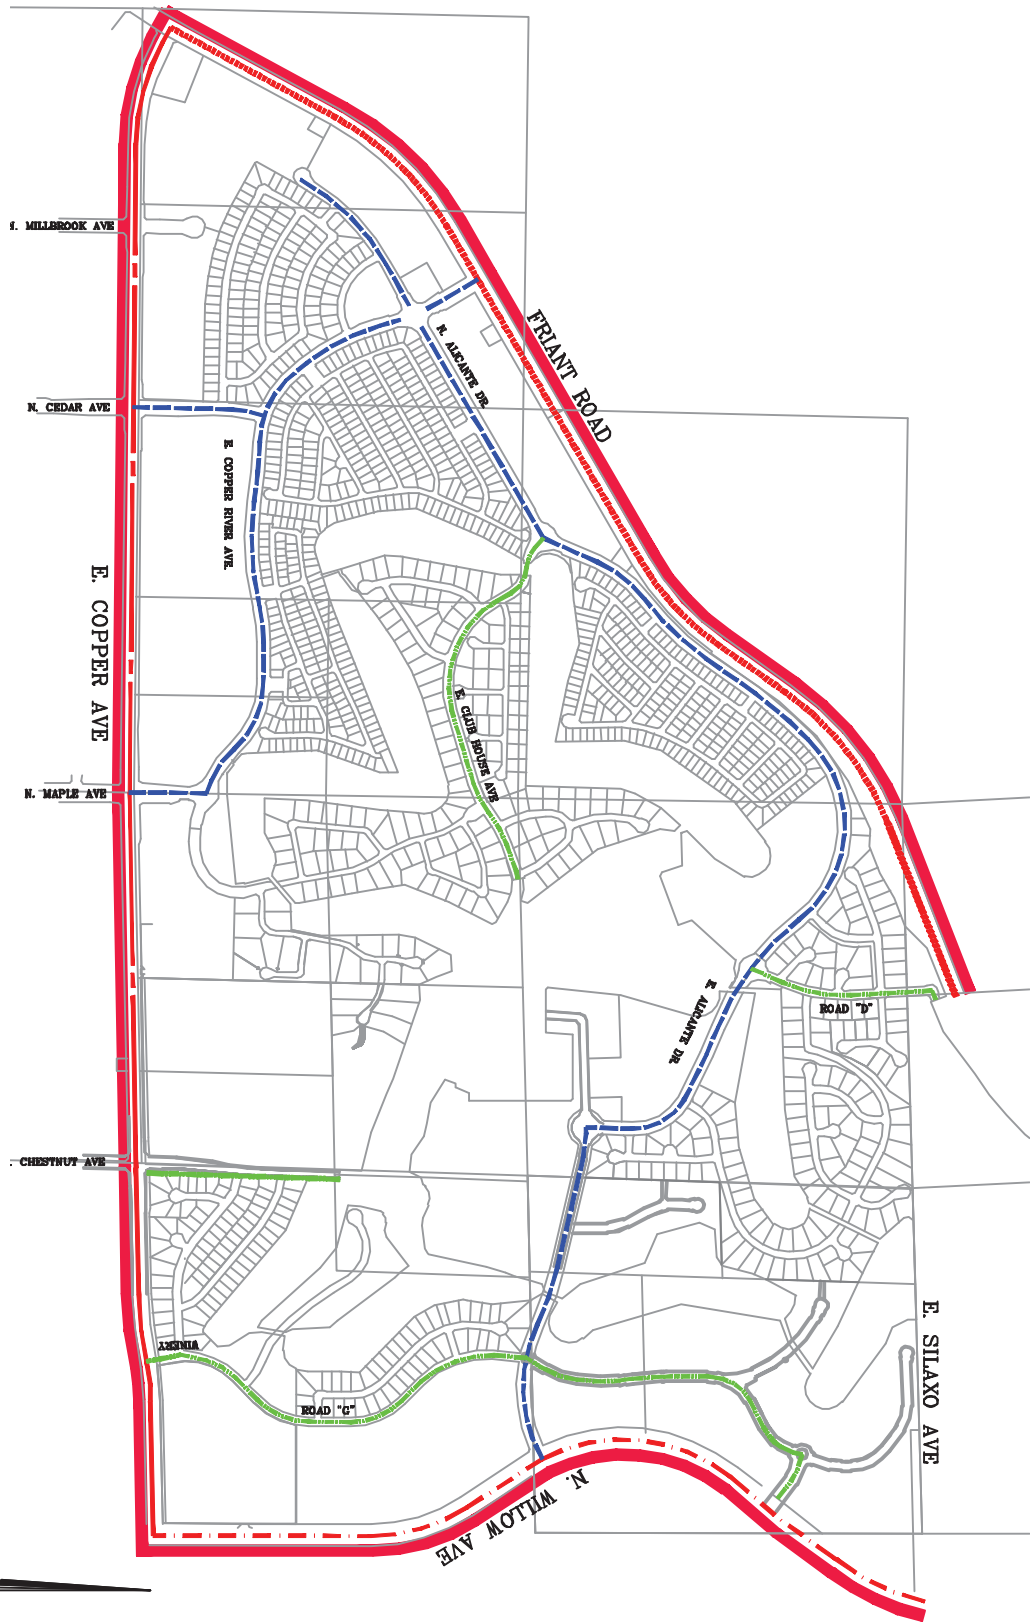 N. MILLBROOK AVE
FRIANT ROAD
N. ALICANTE DR.
N. CEDAR AVE
E. COPPER RIVER AVE.
E. COPPER AVE
E. CLUB HOUSE AVE
N. MAPLE AVE
E. ALICANTE DR.
ROAD "D"
. CHESTNUT AVE
E. SILAXO AVE
VINERY
ROAD "G"
N. WILLOW AVE